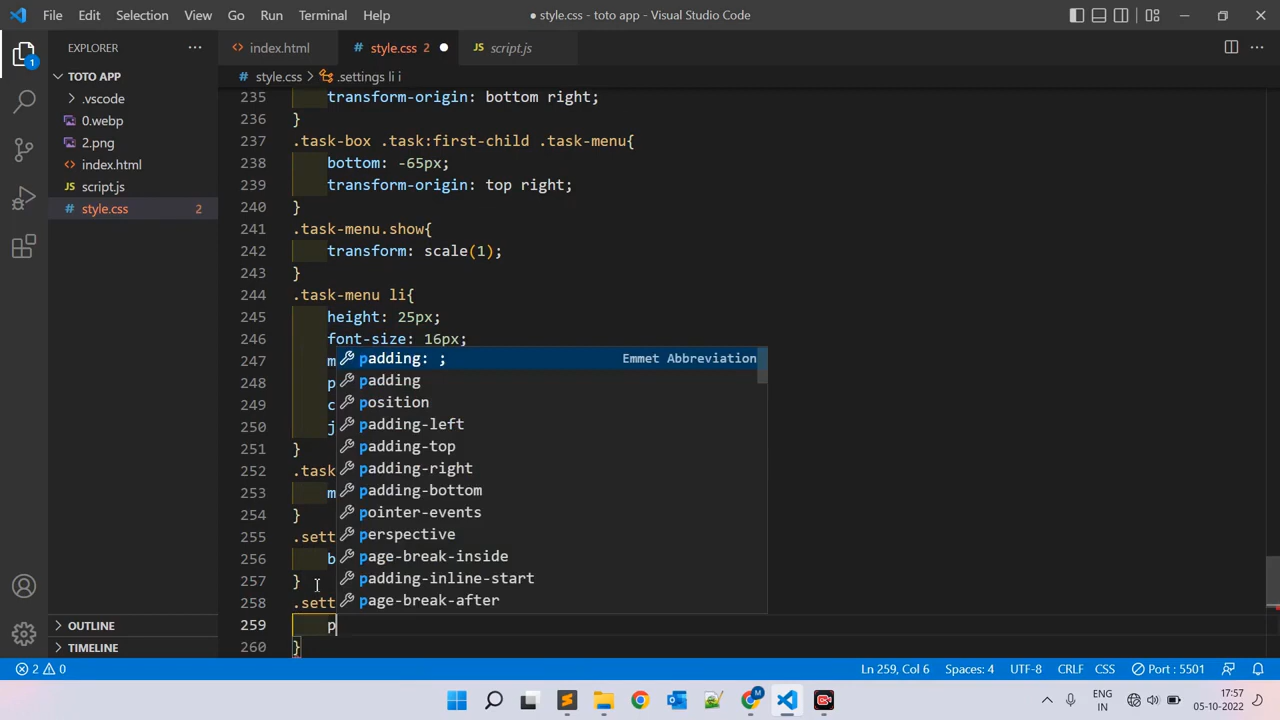 File Edit Selection View Go Run Terminal Help
● style.css - toto app - Visual Studio Code
EXPLORER
TOTO APP
.vscode
0.webp
2.png
index.html
script.js
style.css 2
OUTLINE
TIMELINE
1
index.html
style.css 2
script.js
style.css > .settings li i
235 transform-origin: bottom right;
236 }
237 .task-box .task:first-child .task-menu{
238 bottom: -65px;
239 transform-origin: top right;
240 }
241 .task-menu.show{
242 transform: scale(1);
243 }
244 .task-menu li{
245 height: 25px;
246 font-size: 16px;
247 m
248 p
249 c
250 j
251 }
252 .task
253 m
254 }
255 .sett
256 b
257 }
258 .sett
259 p
260 }
padding: ; Emmet Abbreviation
padding
position
padding-left
padding-top
padding-right
padding-bottom
pointer-events
perspective
page-break-inside
padding-inline-start
page-break-after
2 0
Ln 259, Col 6 Spaces: 4 UTF-8 CRLF CSS Port : 5501
M
ENG
IN
17:57
05-10-2022